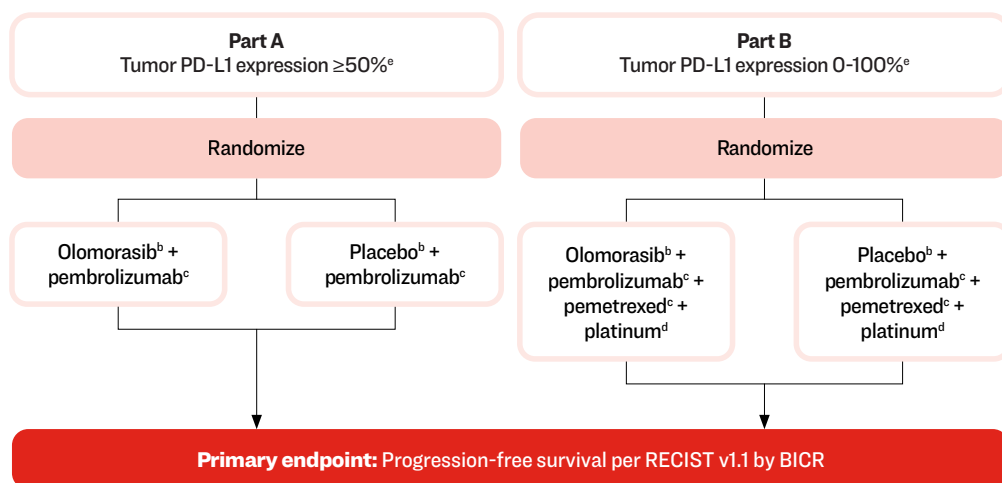 Part A
Tumor PD-L1 expression ≥50%ᵉ
Randomize
Olomorasibᵇ +
pembrolizumabᶜ
Placeboᵇ +
pembrolizumabᶜ
Part B
Tumor PD-L1 expression 0-100%ᵉ
Randomize
Olomorasibᵇ +
pembrolizumabᶜ +
pemetrexedᶜ +
platinumᵈ
Placeboᵇ +
pembrolizumabᶜ +
pemetrexedᶜ +
platinumᵈ
Primary endpoint: Progression-free survival per RECIST v1.1 by BICR